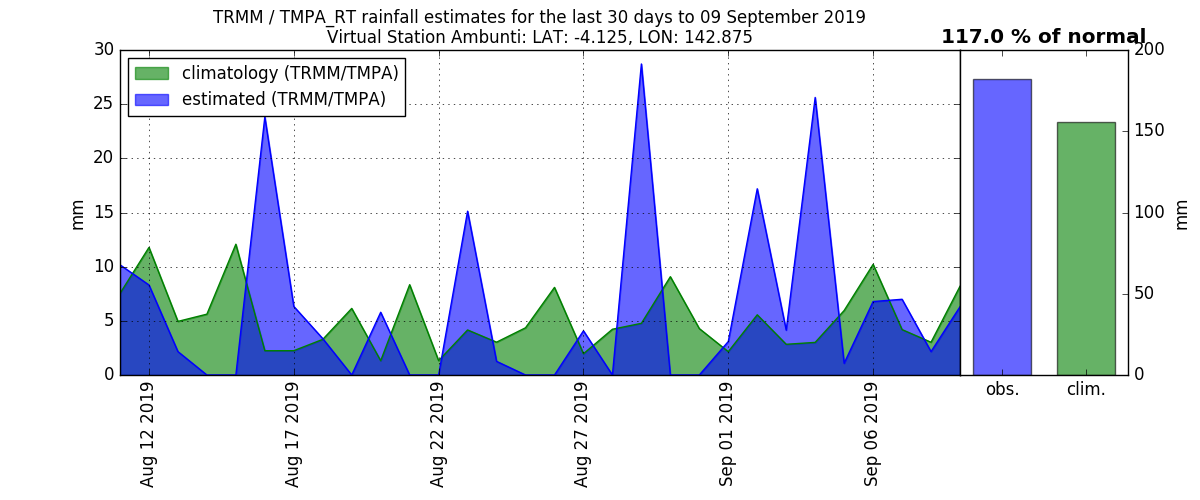 TRMM / TMPA_RT rainfall estimates for the last 30 days to 09 September 2019
Virtual Station Ambunti: LAT: -4.125, LON: 142.875
117.0 % of normal
climatology (TRMM/TMPA)
estimated (TRMM/TMPA)
mm
30
25
20
15
10
5
0
Aug 12 2019
Aug 17 2019
Aug 22 2019
Aug 27 2019
Sep 01 2019
Sep 06 2019
obs.
clim.
200
150
100
50
0
mm